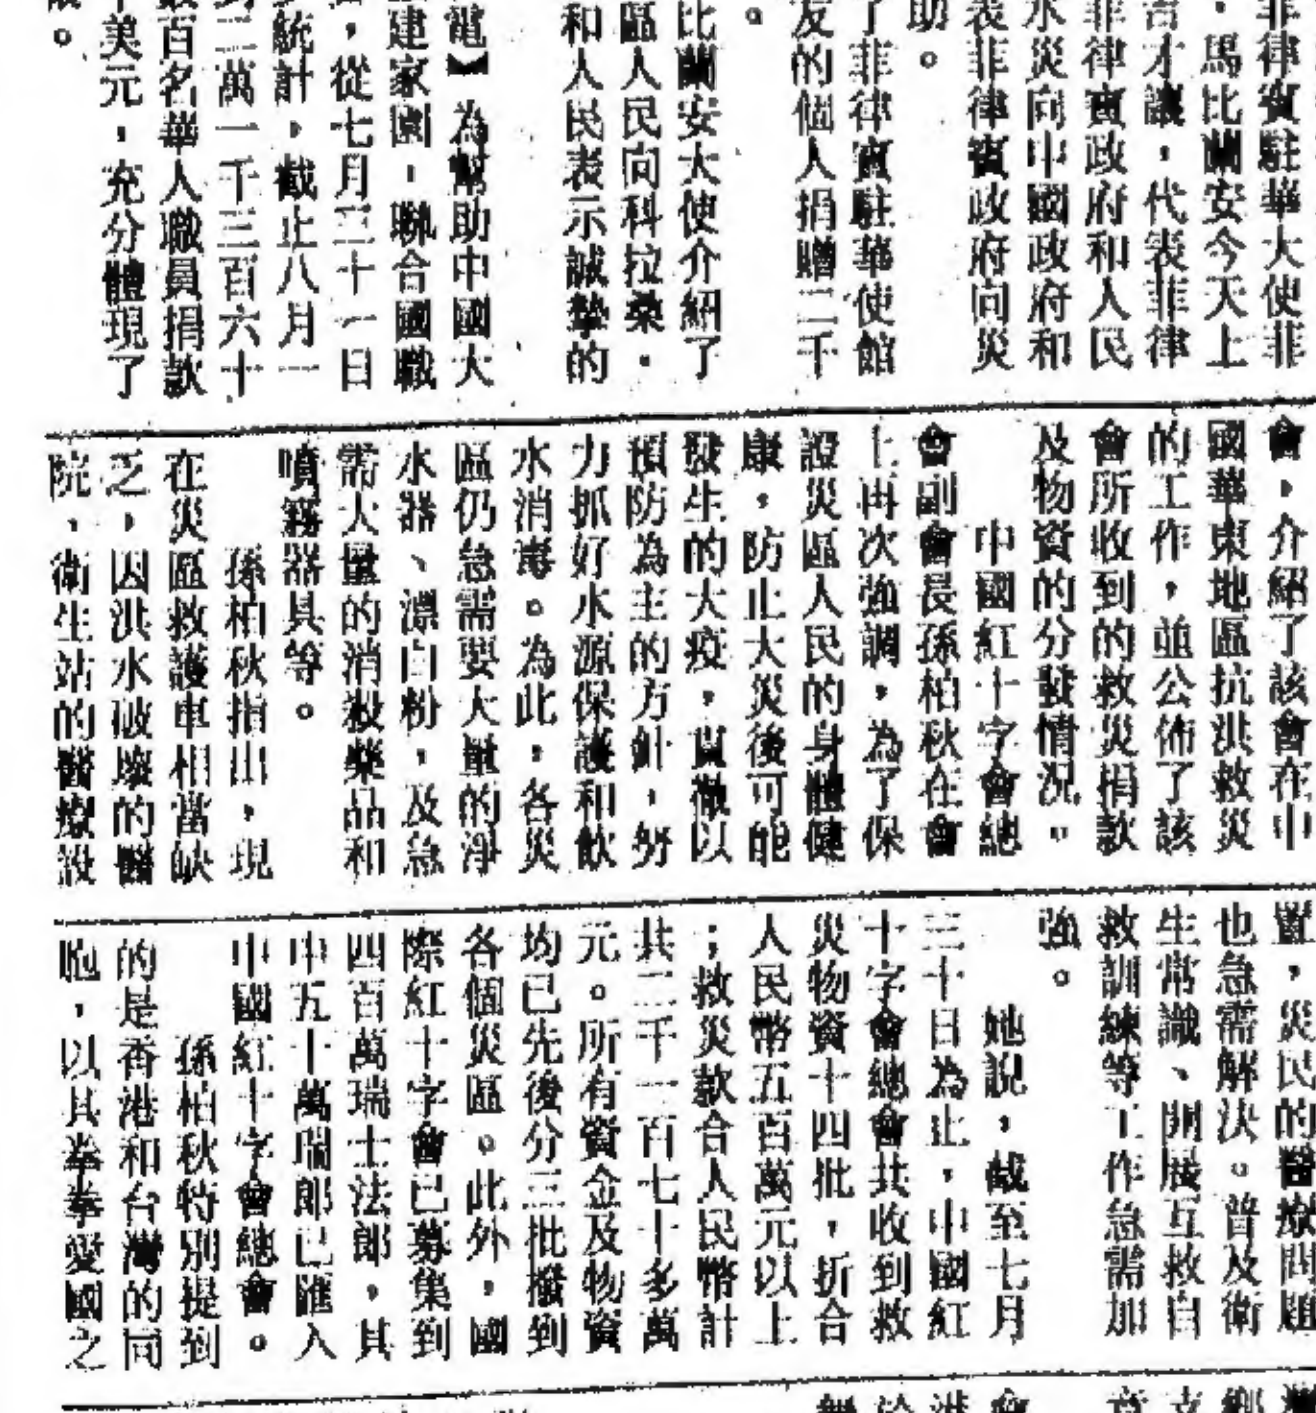 菲律賓駐華大使菲
，馬比蘭安今天上
言才議，代表菲律
菲律賓政府和人民
水災向中國政府和
表菲律賓政府向災
助。
了菲律賓駐華使館
友的個人捐贈二千
。
比蘭安大使介紹了
區人民向科拉桑．
和人民表示誠摯的
電】為幫助中國大
建家園，聯合國職
，從七月三十一日
統計，截止八月一
二萬一千三百六十
數百名華人職員捐款
美元，充分體現了
。
會，介紹了該會在中
國華東地區抗洪救災
的工作，並公佈了該
會所收到的救災捐款
及物資的分發情況。
中國紅十字會總
會副會長孫柏秋在會
上再次強調，為了保
證災區人民的身體健
康，防止大災後可能
發生的大疫，貫徹以
預防為主的方針，努
力抓好水源保護和飲
水消毒。為此，各災
區仍急需要大量的淨
水器、漂白粉，及急
需大量的消殺藥品和
噴霧器具等。
孫柏秋指出，現
在災區救護車相當缺
乏，因洪水破壞的醫
院、衛生站的醫療設
置，災民的醫療問題
也急需解決。普及衛
生常識、開展互救自
救訓練等工作急需加
強。
她說，截至七月
三十日為止，中國紅
十字會總會共收到救
災物資十四批，折合
人民幣五百萬元以上
；救災款合人民幣計
共二千一百七十多萬
元。所有資金及物資
均已先後分三批撥到
各個災區。此外，國
際紅十字會已募集到
四百萬瑞士法郎，其
中五十萬瑞郎已匯入
中國紅十字會總會。
孫柏秋特別提到
的是香港和台灣的同
胞，以其拳拳愛國之